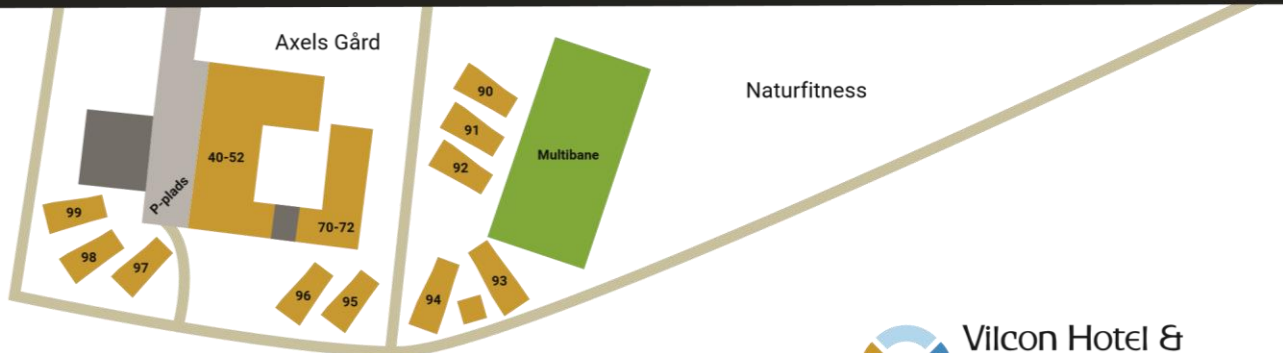 Axels Gård
Naturfitness
90
91
92
Multibane
40-52
P-plads
70-72
99
98
97
96
95
94
93
Vilcon Hotel &